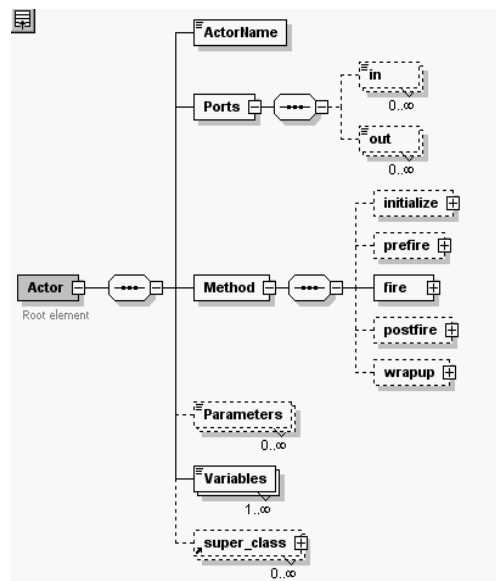 ActorName
in
Ports
0..∞
out
0..∞
initialize
prefire
Actor
Method
fire
Root element
postfire
wrapup
Parameters
0..∞
Variables
1..∞
super_class
0..∞